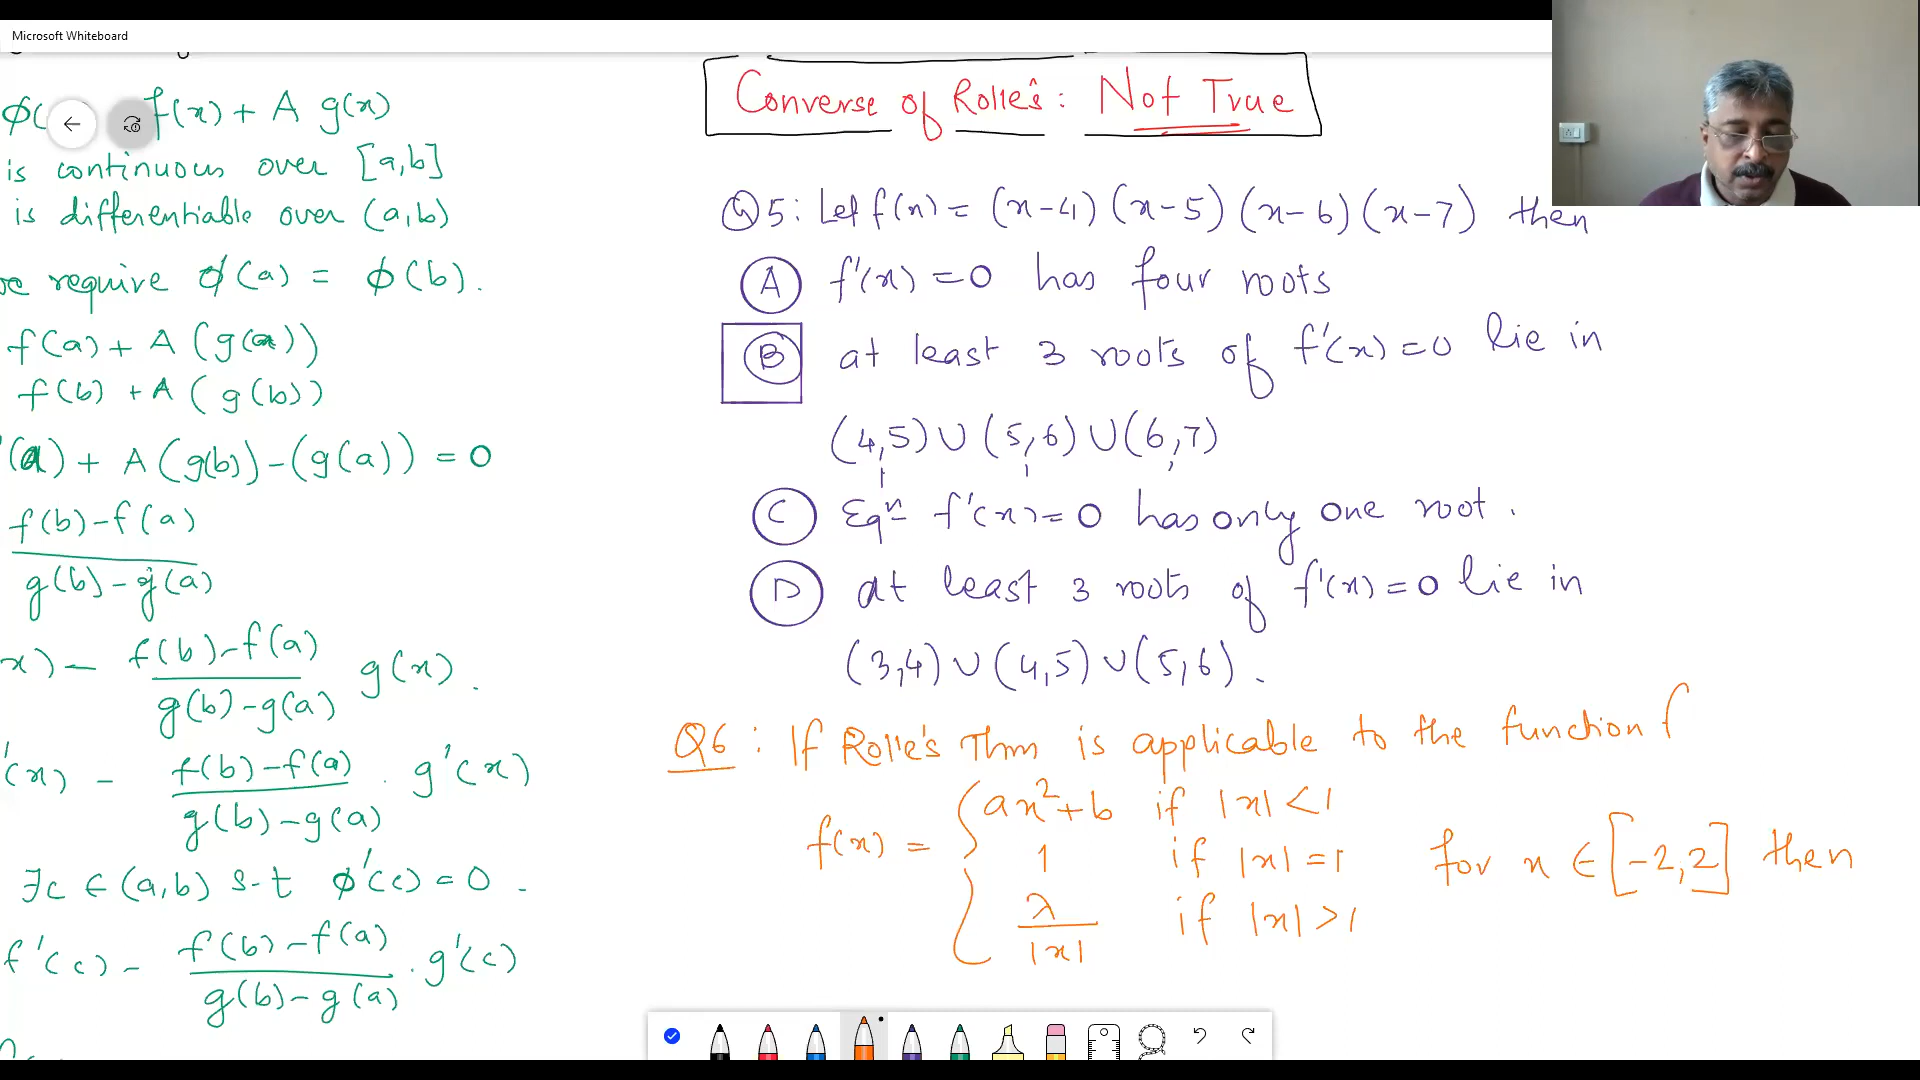 Microsoft Whiteboard
φ( f(x) + A g(x)
is continuous over [a,b]
is differentiable over (a,b)
require φ(a) = φ(b).
f(a) + A (g(a))
f(b) + A (g(b))
(a) + A (g(b)) - (g(a)) = 0
f(b) - f(a)
g(b) - g(a)
x) - f(b) - f(a) / g(b) - g(a) g(x).
'(x) - f(b) - f(a) / g(b) - g(a) . g'(x)
∃c ∈ (a,b) s.t φ'(c) = 0.
f'(c) - f(b) - f(a) / g(b) - g(a) . g'(c)
Converse of Rolle's : Not True
Q5: Let f(x) = (x-4)(x-5)(x-6)(x-7) then
A f'(x) = 0 has four roots
B at least 3 roots of f'(x) = 0 lie in
(4,5) ∪ (5,6) ∪ (6,7)
C Eqn f'(x) = 0 has only one root.
D at least 3 roots of f'(x) = 0 lie in
(3,4) ∪ (4,5) ∪ (5,6).
Q6: If Rolle's Thm is applicable to the function f
f(x) = { ax²+b if |x| < 1
1 if |x| = 1 for x ∈ [-2,2] then
λ/|x| if |x| > 1